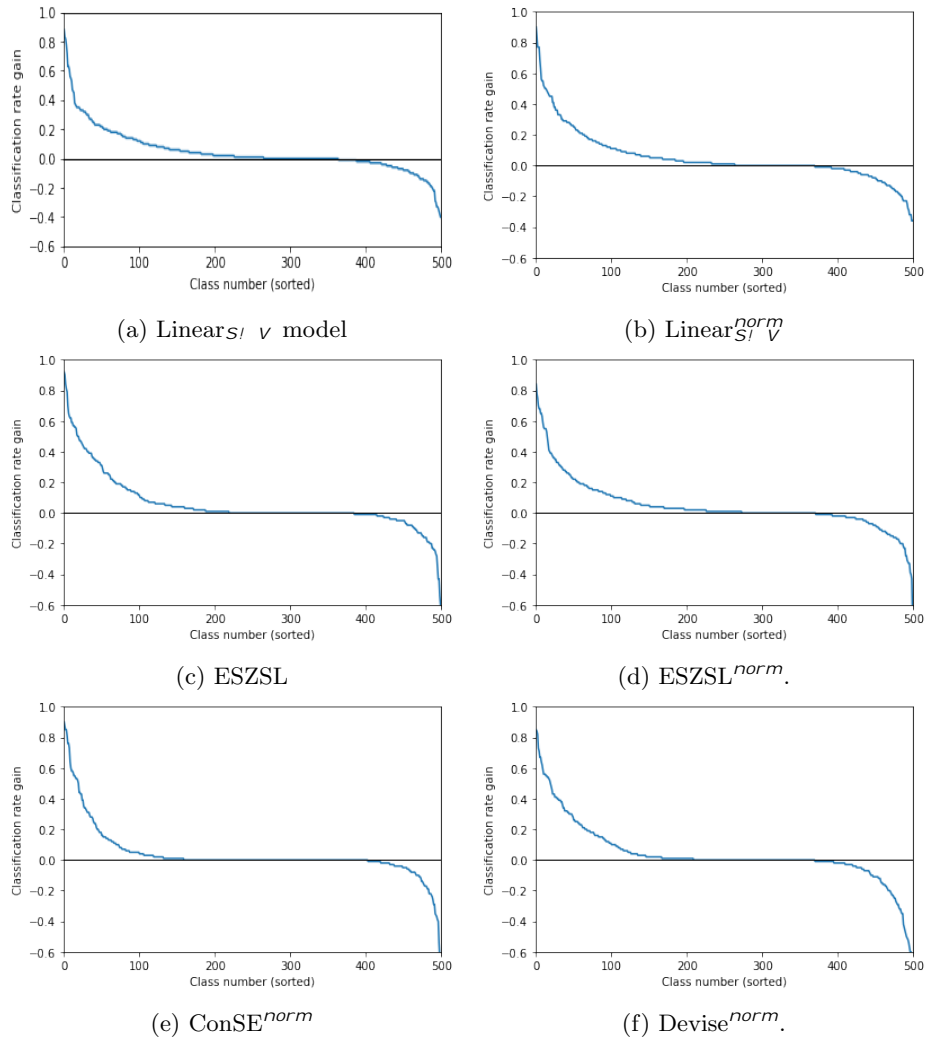 1.0
0.8
0.6
0.4
0.2
0.0
−0.2
−0.4
−0.6
Classification rate gain
0 100 200 300 400 500
Class number (sorted)
(a) Linear S! V model
1.0
0.8
0.6
0.4
0.2
0.0
−0.2
−0.4
−0.6
Classification rate gain
0 100 200 300 400 500
Class number (sorted)
(b) Linear norm S! V
1.0
0.8
0.6
0.4
0.2
0.0
−0.2
−0.4
−0.6
Classification rate gain
0 100 200 300 400 500
Class number (sorted)
(c) ESZSL
1.0
0.8
0.6
0.4
0.2
0.0
−0.2
−0.4
−0.6
Classification rate gain
0 100 200 300 400 500
Class number (sorted)
(d) ESZSL norm.
1.0
0.8
0.6
0.4
0.2
0.0
−0.2
−0.4
−0.6
Classification rate gain
0 100 200 300 400 500
Class number (sorted)
(e) ConSE norm
1.0
0.8
0.6
0.4
0.2
0.0
−0.2
−0.4
−0.6
Classification rate gain
0 100 200 300 400 500
Class number (sorted)
(f) Devise norm.